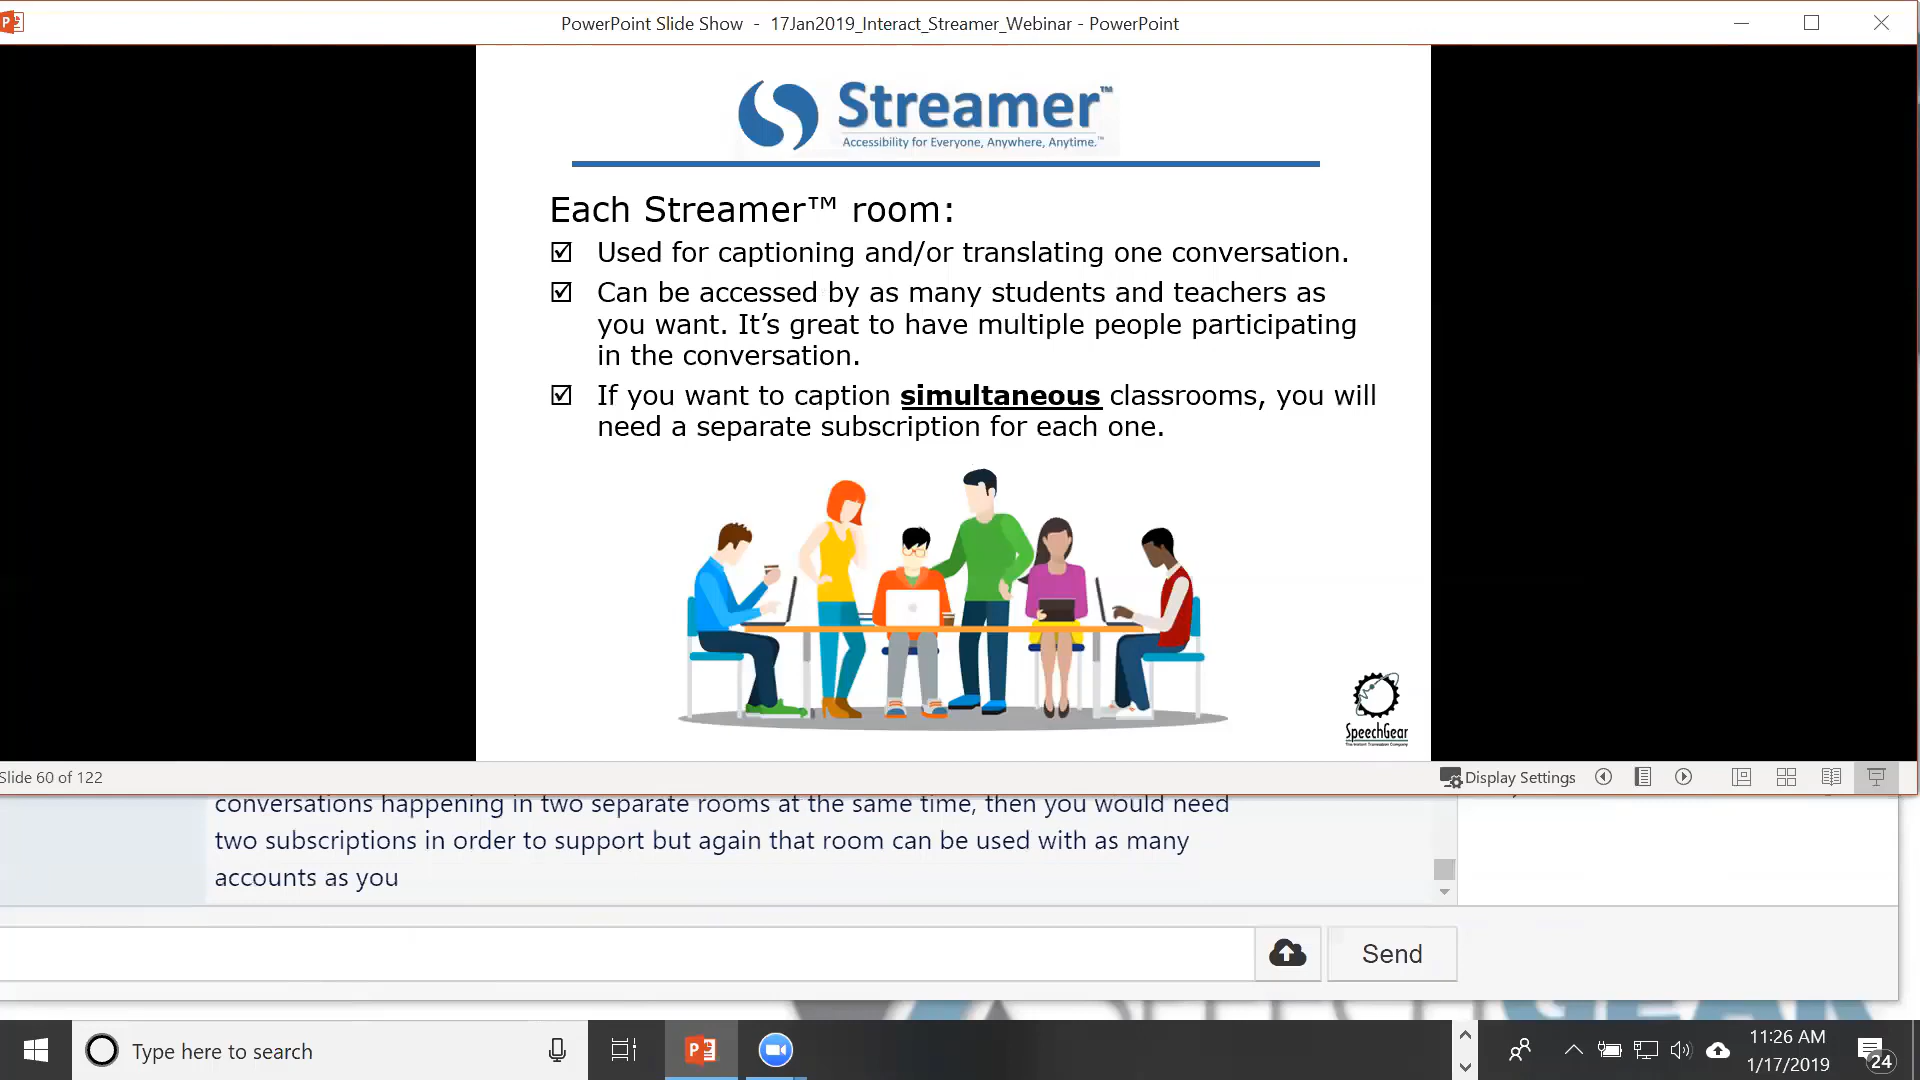 PowerPoint Slide Show - 17Jan2019_Interact_Streamer_Webinar - PowerPoint
Streamer™
Accessibility for Everyone, Anywhere, Anytime.™
Each Streamer™ room:
Used for captioning and/or translating one conversation.
Can be accessed by as many students and teachers as
you want. It’s great to have multiple people participating
in the conversation.
If you want to caption simultaneous classrooms, you will
need a separate subscription for each one.
SpeechGear
The Instant Translation Company
Slide 60 of 122
Display Settings
conversations happening in two separate rooms at the same time, then you would need
two subscriptions in order to support but again that room can be used with as many
accounts as you
Send
Type here to search
11:26 AM
1/17/2019
24